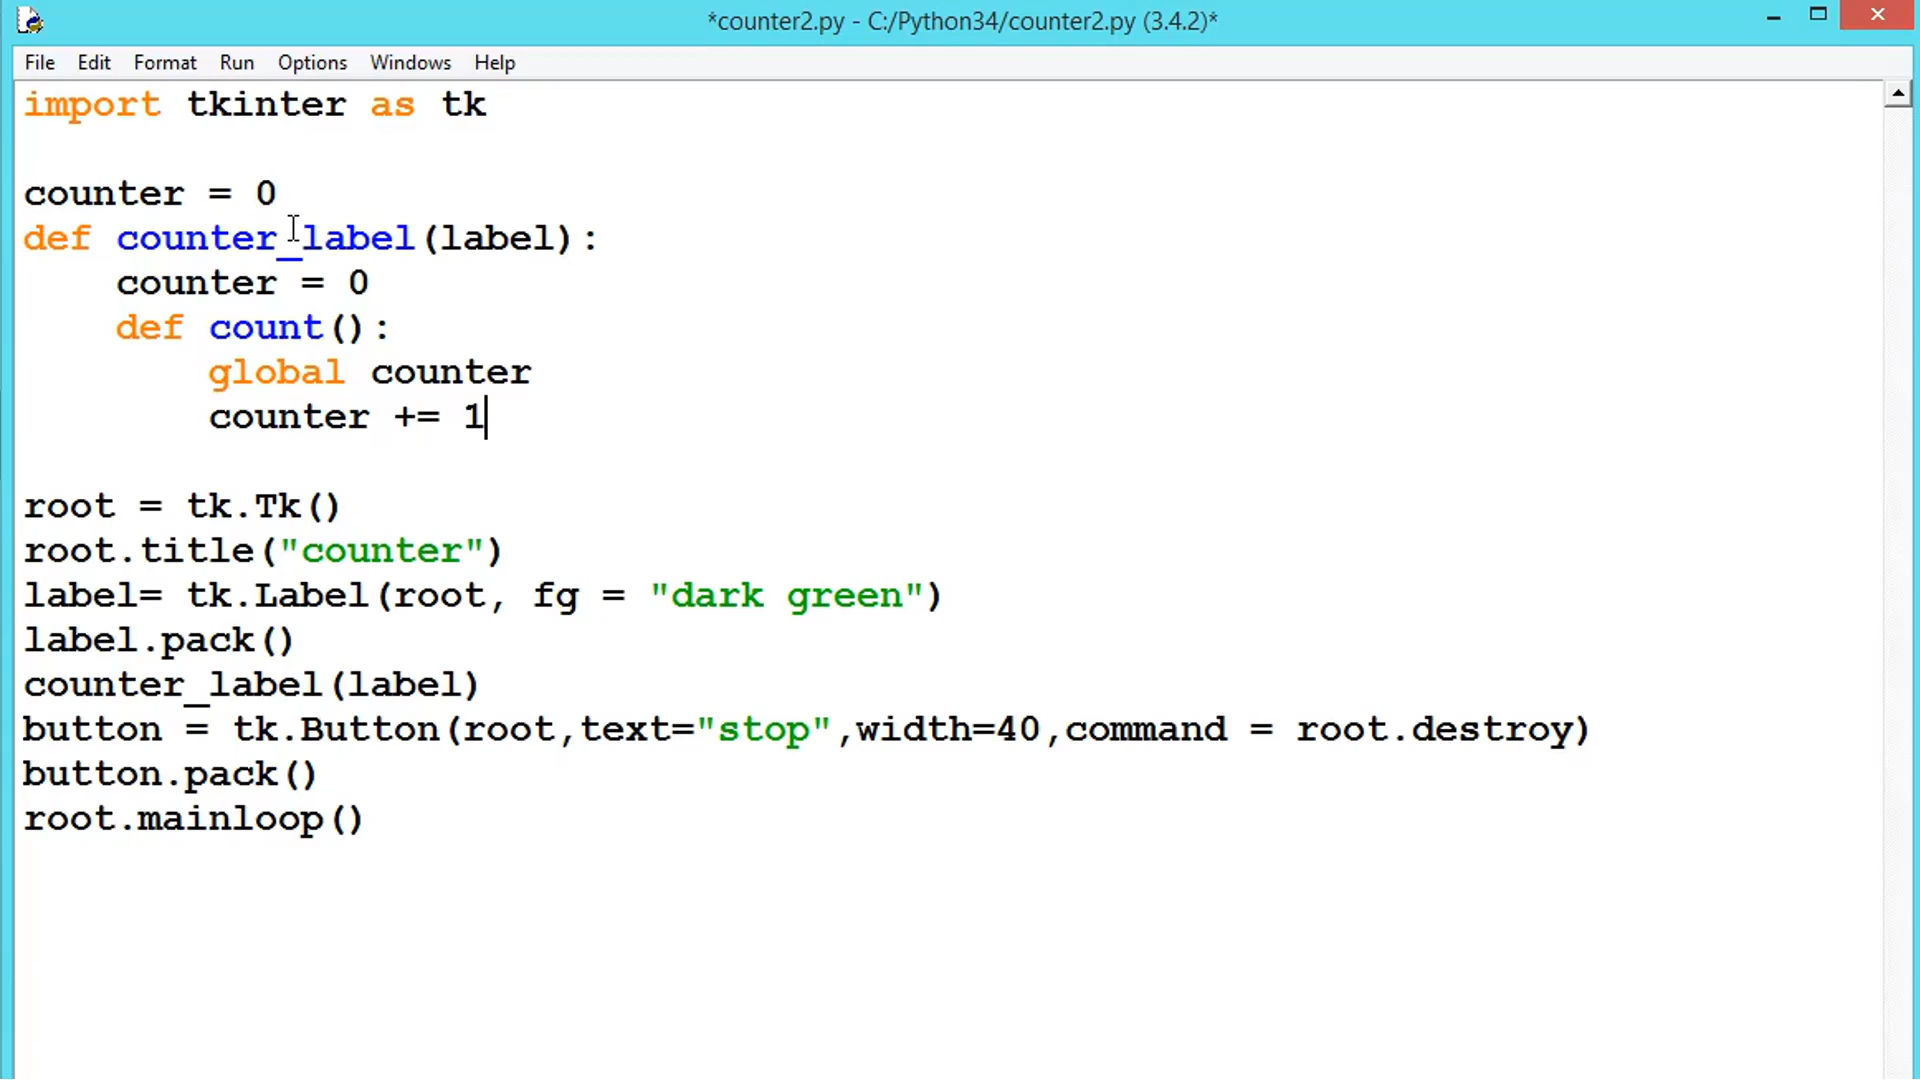 *counter2.py - C:/Python34/counter2.py (3.4.2)*
File Edit Format Run Options Windows Help
import tkinter as tk
counter = 0
def counter_label(label):
    counter = 0
    def count():
        global counter
        counter += 1
root = tk.Tk()
root.title("counter")
label= tk.Label(root, fg = "dark green")
label.pack()
counter_label(label)
button = tk.Button(root,text="stop",width=40,command = root.destroy)
button.pack()
root.mainloop()